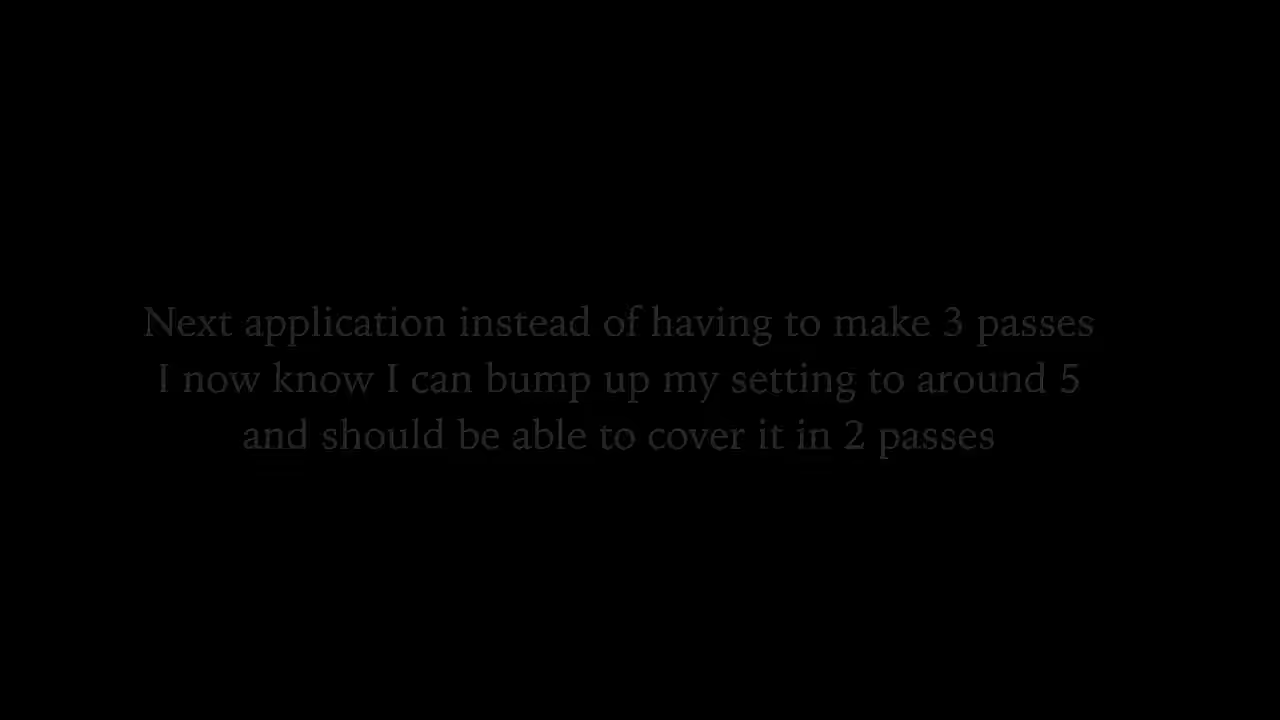 Next application instead of having to make 3 passes
I now know I can bump up my setting to around 5
and should be able to cover it in 2 passes